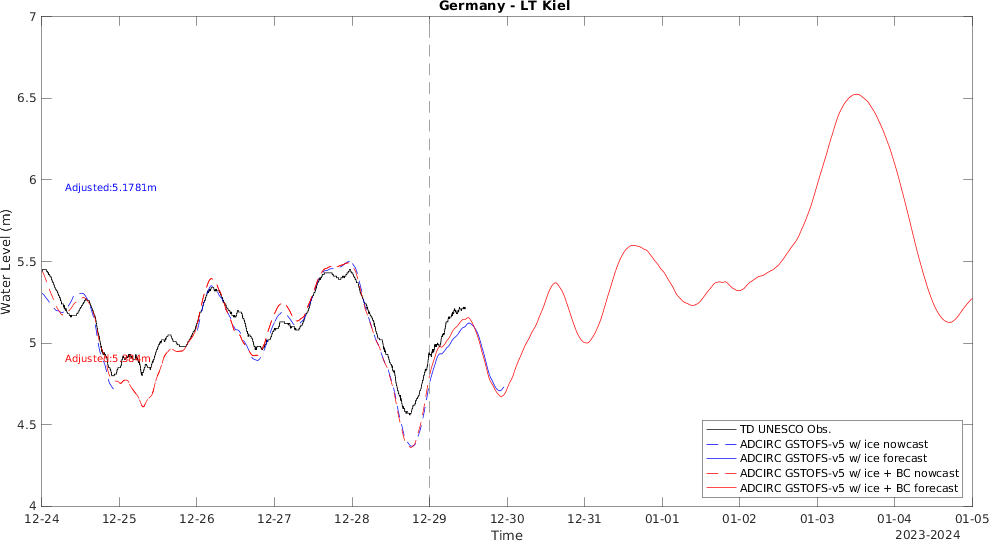 Germany - LT Kiel
7
6.5
6
5.5
5
4.5
4
Water Level (m)
Adjusted:5.1781m
TD UNESCO Obs.
ADCIRC GSTOFS-v5 w/ ice nowcast
ADCIRC GSTOFS-v5 w/ ice forecast
ADCIRC GSTOFS-v5 w/ ice + BC nowcast
ADCIRC GSTOFS-v5 w/ ice + BC forecast
12-24 12-25 12-26 12-27 12-28 12-29 12-30 12-31 01-01 01-02 01-03 01-04 01-05
Time
2023-2024